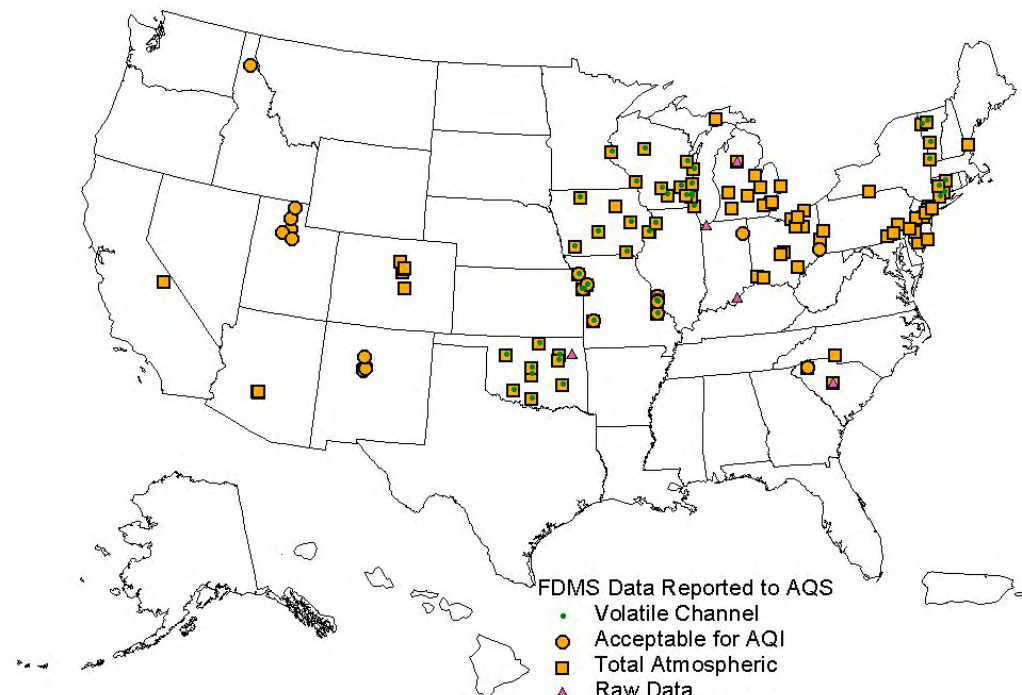 FDMS Data Reported to AQS
Volatile Channel
Acceptable for AQI
Total Atmospheric
Raw Data